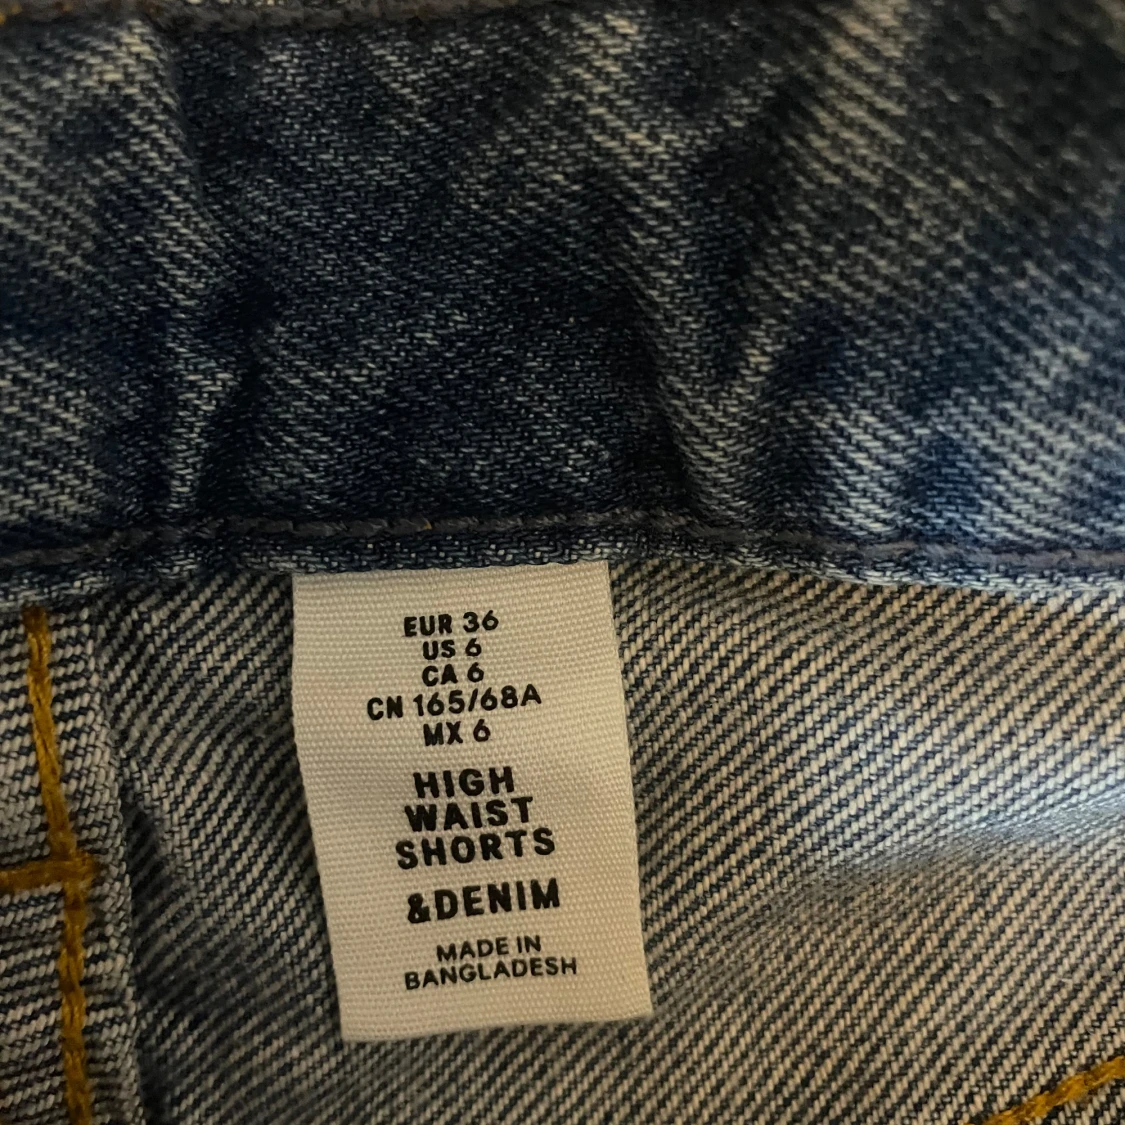 EUR 36
US 6
CA 6
CN 165/68A
MX 6
HIGH
WAIST
SHORTS
&DENIM
MADE IN
BANGLADESH